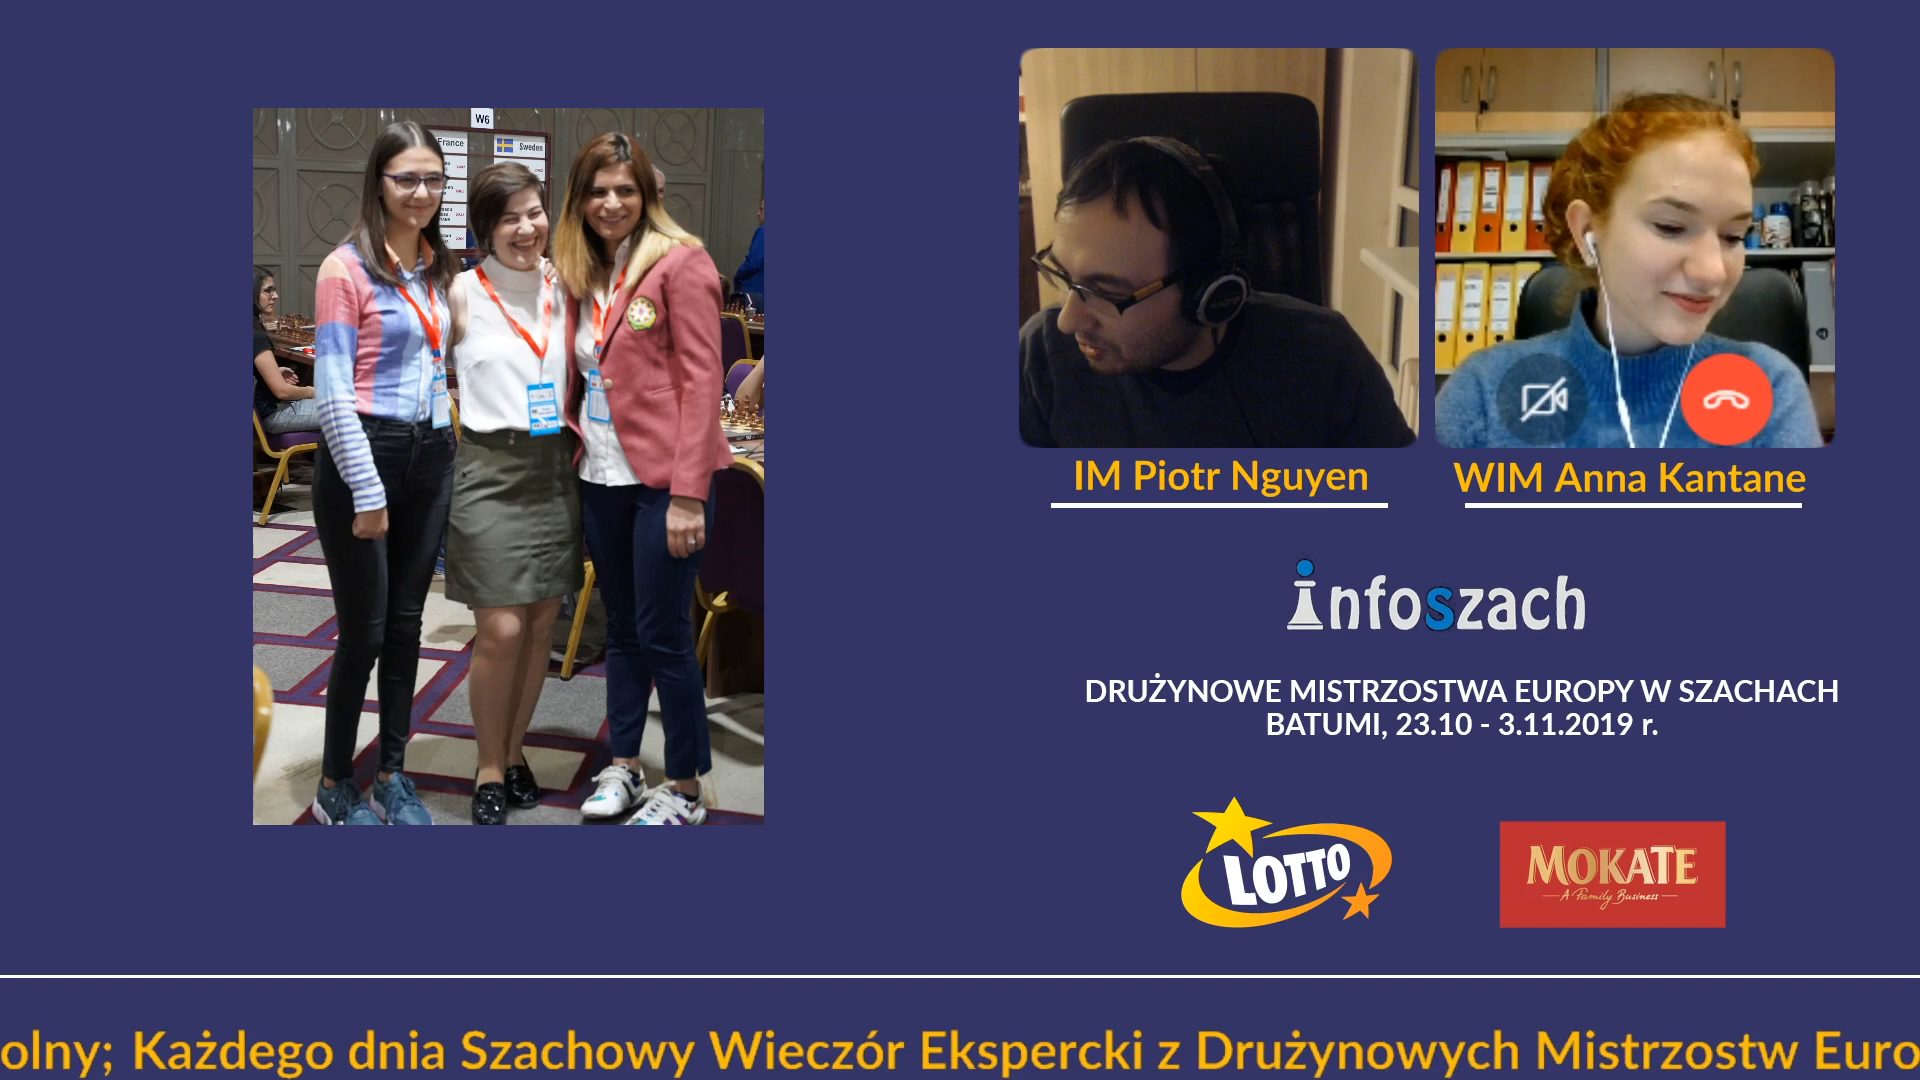 W6
France
Sweden
IM Piotr Nguyen
WIM Anna Kantane
infoszach
DRUŻYNOWE MISTRZOSTWA EUROPY W SZACHACH
BATUMI, 23.10 - 3.11.2019 r.
LOTTO
MOKATE
A Family Business
olny; Każdego dnia Szachowy Wieczór Ekspercki z Drużynowych Mistrzostw Euro